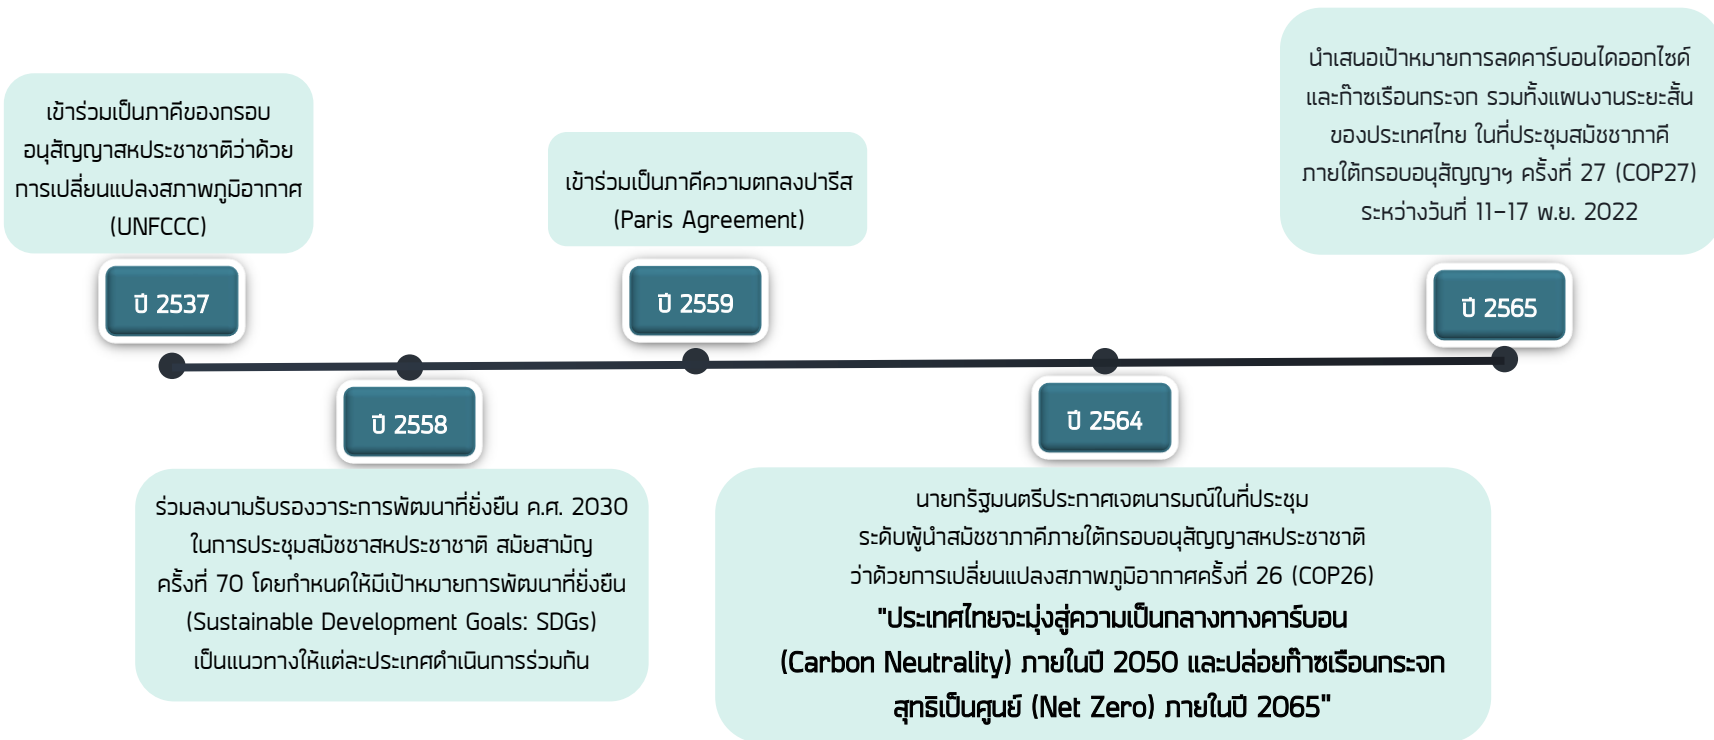 เข้าร่วมเป็นภาคีของกรอบ
อนุสัญญาสหประชาชาติว่าด้วย
การเปลี่ยนแปลงสภาพภูมิอากาศ
(UNFCCC)
ปี 2537
ร่วมลงนามรับรองวาระการพัฒนาที่ยั่งยืน ค.ศ. 2030
ในการประชุมสมัชชาสหประชาชาติ สมัยสามัญ
ครั้งที่ 70 โดยกำหนดให้มีเป้าหมายการพัฒนาที่ยั่งยืน
(Sustainable Development Goals: SDGs)
เป็นแนวทางให้แต่ละประเทศดำเนินการร่วมกัน
ปี 2558
เข้าร่วมเป็นภาคีความตกลงปารีส
(Paris Agreement)
ปี 2559
ปี 2564
นายกรัฐมนตรีประกาศเจตนารมณ์ในที่ประชุม
ระดับผู้นำสมัชชาภาคีภายใต้กรอบอนุสัญญาสหประชาชาติ
ว่าด้วยการเปลี่ยนแปลงสภาพภูมิอากาศครั้งที่ 26 (COP26)
"ประเทศไทยจะมุ่งสู่ความเป็นกลางทางคาร์บอน
(Carbon Neutrality) ภายในปี 2050 และปล่อยก๊าซเรือนกระจก
สุทธิเป็นศูนย์ (Net Zero) ภายในปี 2065"
นำเสนอเป้าหมายการลดคาร์บอนไดออกไซด์
และก๊าซเรือนกระจก รวมทั้งแผนงานระยะสั้น
ของประเทศไทย ในที่ประชุมสมัชชาภาคี
ภายใต้กรอบอนุสัญญาฯ ครั้งที่ 27 (COP27)
ระหว่างวันที่ 11-17 พ.ย. 2022
ปี 2565